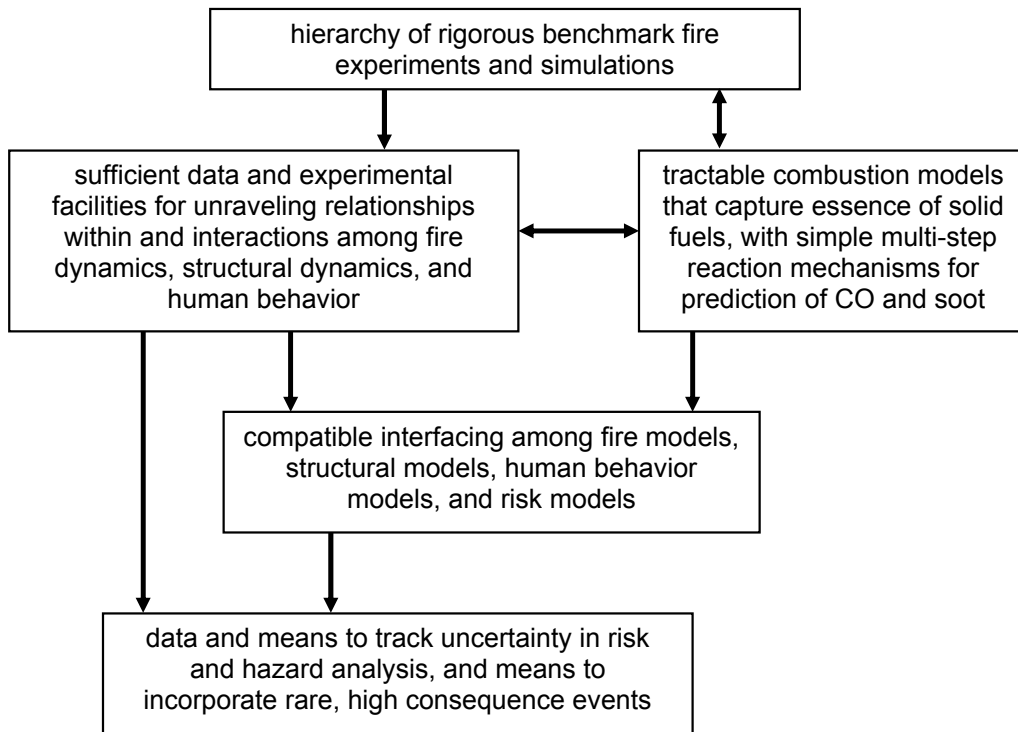 hierarchy of rigorous benchmark fire
experiments and simulations
sufficient data and experimental
facilities for unraveling relationships
within and interactions among fire
dynamics, structural dynamics, and
human behavior
tractable combustion models
that capture essence of solid
fuels, with simple multi-step
reaction mechanisms for
prediction of CO and soot
compatible interfacing among fire models,
structural models, human behavior
models, and risk models
data and means to track uncertainty in risk
and hazard analysis, and means to
incorporate rare, high consequence events